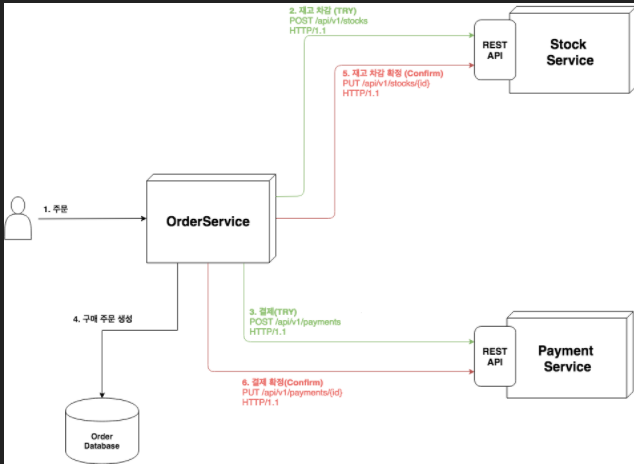 2. 재고 차감 (TRY)
POST /api/v1/stocks
HTTP/1.1
REST
API
Stock
Service
5. 재고 차감 확정 (Confirm)
PUT /api/v1/stocks/{id}
HTTP/1.1
1. 주문
OrderService
4. 구매 주문 생성
3. 결제(TRY)
POST /api/v1/payments
HTTP/1.1
REST
API
Payment
Service
6. 결제 확정(Confirm)
PUT /api/v1/payments/{id}
HTTP/1.1
Order
Database